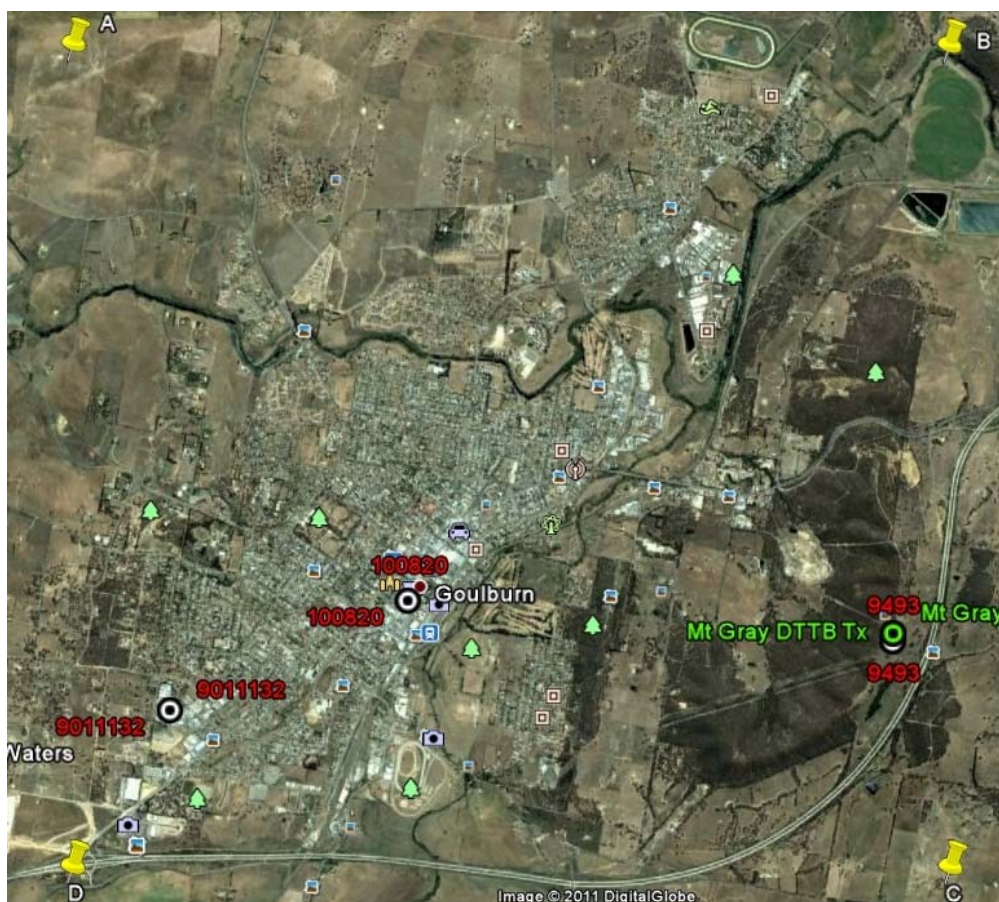 A
B
100820
Goulburn
100820
9493
Mt Gray
Mt Gray DTTB Tx
9493
9011132
9011132
Waters
D
C
Image © 2011 DigitalGlobe